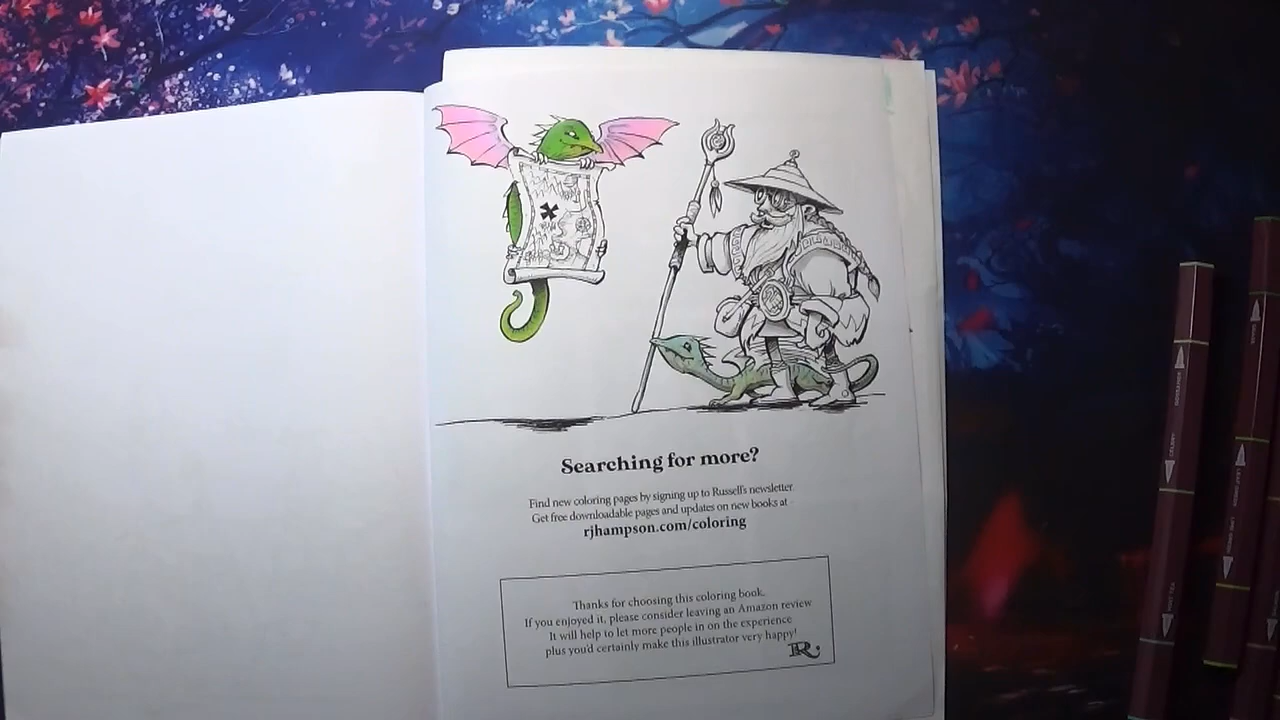 Searching for more?
Find new coloring pages by signing up to Russell's newsletter.
Get free downloadable pages and updates on new books at
rjhampson.com/coloring
Thanks for choosing this coloring book.
If you enjoyed it, please consider leaving an Amazon review
It will help to let more people in on the experience
plus you'd certainly make this illustrator very happy!